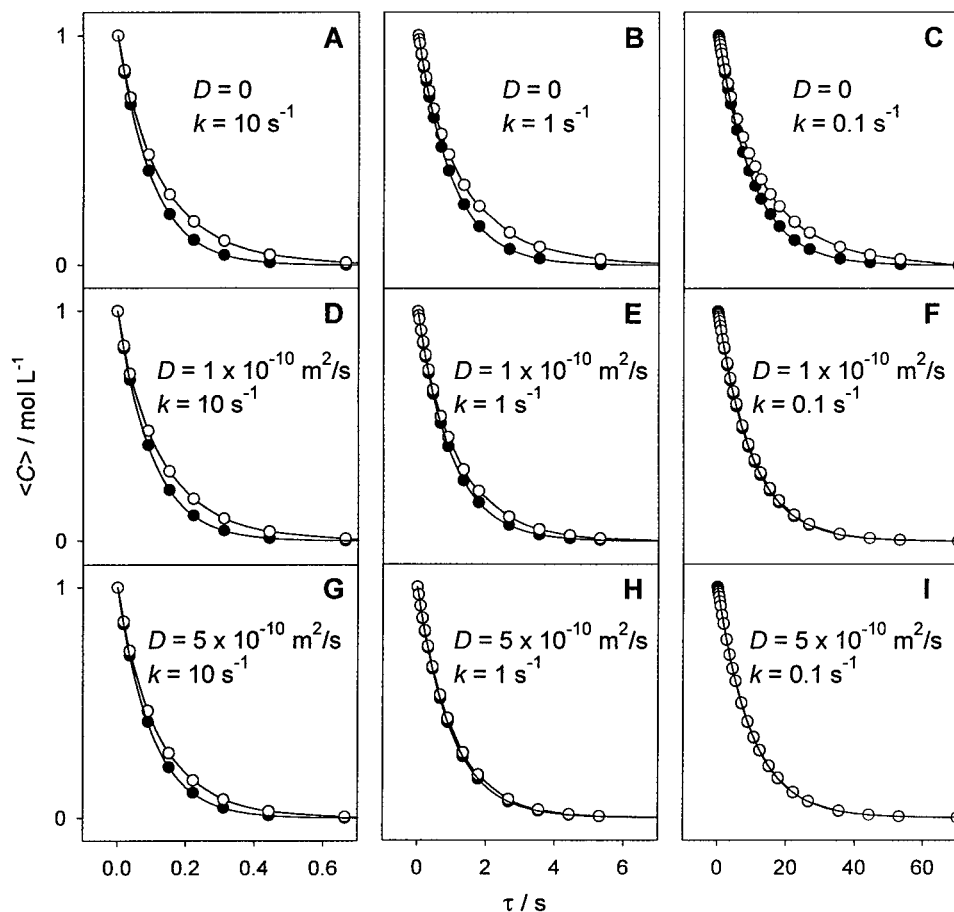 A
B
C
1
D = 0
k = 10 s⁻¹
D = 0
k = 1 s⁻¹
D = 0
k = 0.1 s⁻¹
0
D
E
F
1
D = 1 x 10⁻¹⁰ m²/s
k = 10 s⁻¹
D = 1 x 10⁻¹⁰ m²/s
k = 1 s⁻¹
D = 1 x 10⁻¹⁰ m²/s
k = 0.1 s⁻¹
<C> / mol L⁻¹
0
G
H
I
1
D = 5 x 10⁻¹⁰ m²/s
k = 10 s⁻¹
D = 5 x 10⁻¹⁰ m²/s
k = 1 s⁻¹
D = 5 x 10⁻¹⁰ m²/s
k = 0.1 s⁻¹
0
0.0 0.2 0.4 0.6
0 2 4 6
0 20 40 60
τ / s